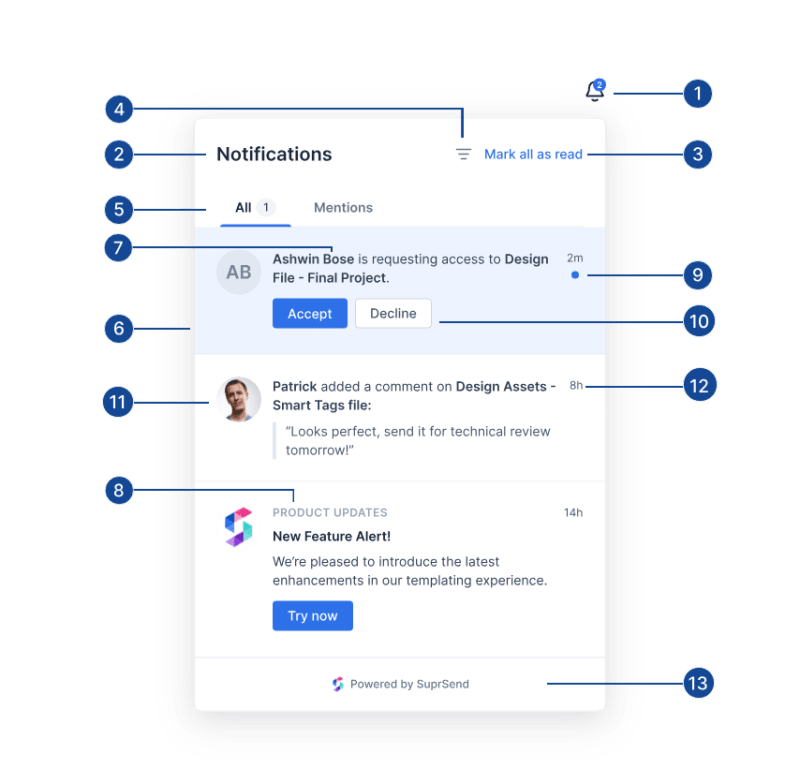 2
1
4
2
Notifications
Mark all as read
3
5
All 1
Mentions
7
Ashwin Bose is requesting access to Design
File - Final Project.
2m
AB
9
Accept
Decline
10
6
Patrick added a comment on Design Assets -
Smart Tags file:
8h
12
11
“Looks perfect, send it for technical review
tomorrow!”
8
PRODUCT UPDATES
14h
New Feature Alert!
We’re pleased to introduce the latest
enhancements in our templating experience.
Try now
Powered by SuprSend
13